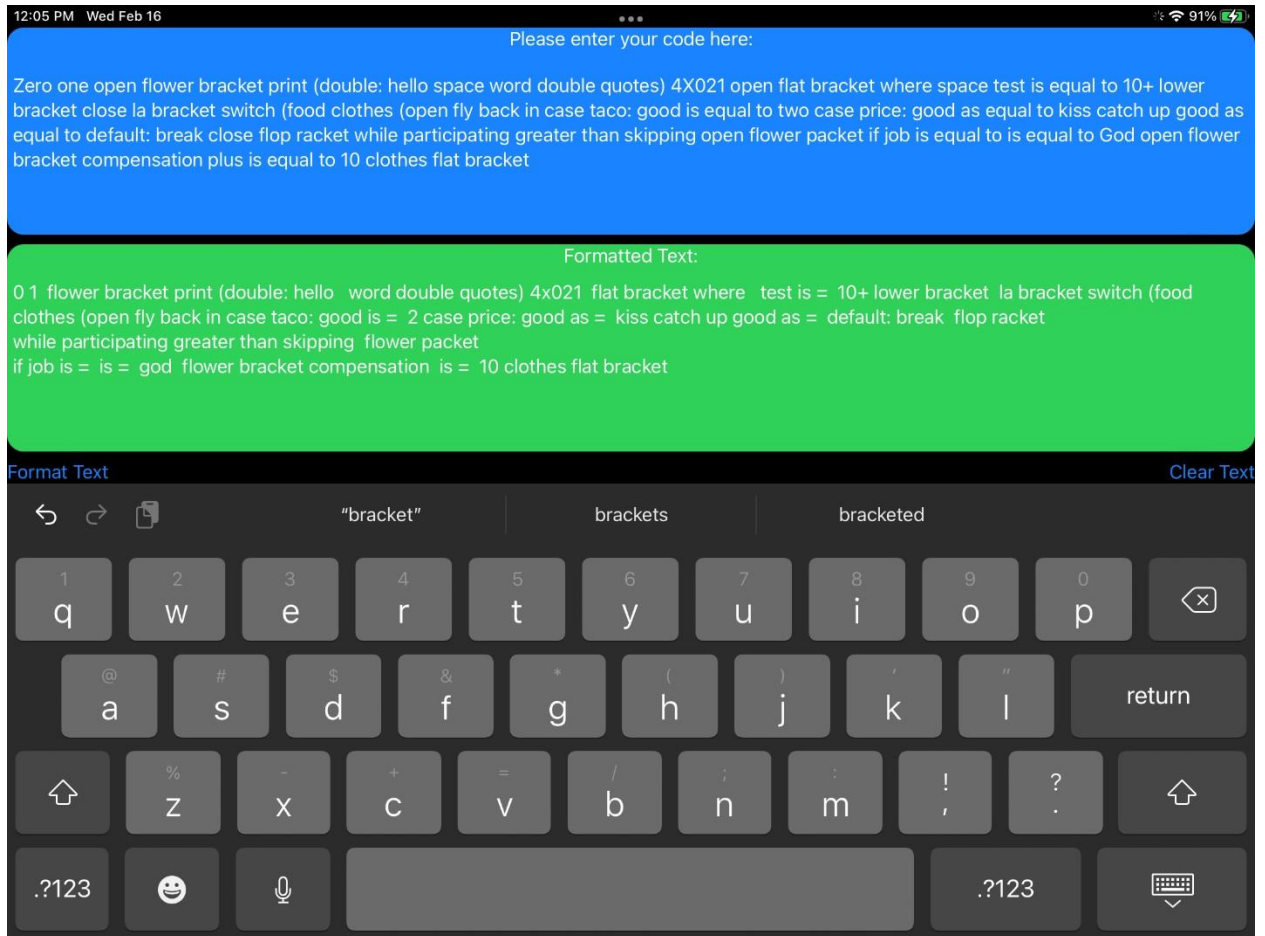 12:05 PM Wed Feb 16
91%
Please enter your code here:
Zero one open flower bracket print (double: hello space word double quotes) 4X021 open flat bracket where space test is equal to 10+ lower
bracket close la bracket switch (food clothes (open fly back in case taco: good is equal to two case price: good as equal to kiss catch up good as
equal to default: break close flop racket while participating greater than skipping open flower packet if job is equal to is equal to God open flower
bracket compensation plus is equal to 10 clothes flat bracket
Formatted Text:
0 1 flower bracket print (double: hello word double quotes) 4x021 flat bracket where test is = 10+ lower bracket la bracket switch (food
clothes (open fly back in case taco: good is = 2 case price: good as = kiss catch up good as = default: break flop racket
while participating greater than skipping flower packet
if job is = is = god flower bracket compensation is = 10 clothes flat bracket
Format Text Clear Text
“bracket” brackets bracketed
1 2 3 4 5 6 7 8 9 0
q w e r t y u i o p
@ # $ & * ( ) ' "
a s d f g h j k l return
% - + = / ; : ! ?
z x c v b n m , .
.?123 .?123